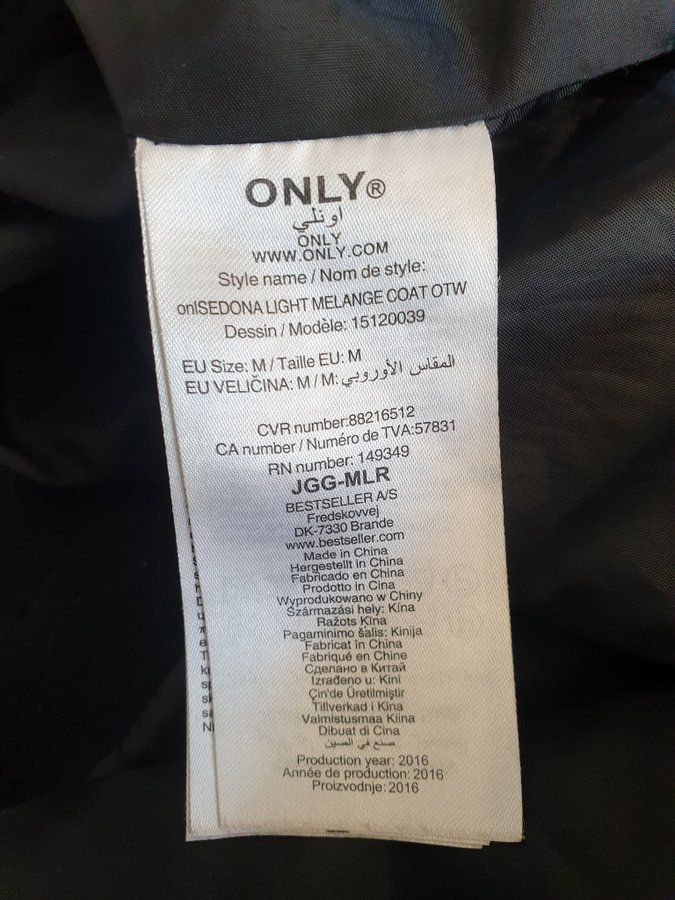 ONLY®
اونلي
ONLY
WWW.ONLY.COM
Style name / Nom de style:
onlSEDONA LIGHT MELANGE COAT OTW
Dessin / Modèle: 15120039
EU Size: M / Taille EU: M
EU VELIČINA: M / M: المقاس الأوروبي
CVR number:88216512
CA number / Numéro de TVA:57831
RN number: 149349
JGG-MLR
BESTSELLER A/S
Fredskovvej
DK-7330 Brande
www.bestseller.com
Made in China
Hergestellt in China
Fabricado en China
Prodotto in Cina
Wyprodukowano w Chiny
Származási hely: Kína
Ražots Ķīna
Pagaminimo šalis: Kinija
Fabricat în China
Fabriqué en Chine
Сделано в Китай
Izrađeno u: Kini
Çin'de Üretilmiştir
Tillverkad i Kina
Valmistusmaa Kiina
Dibuat di Cina
صنع في الصين
Production year: 2016
Année de production: 2016
Proizvodnje: 2016